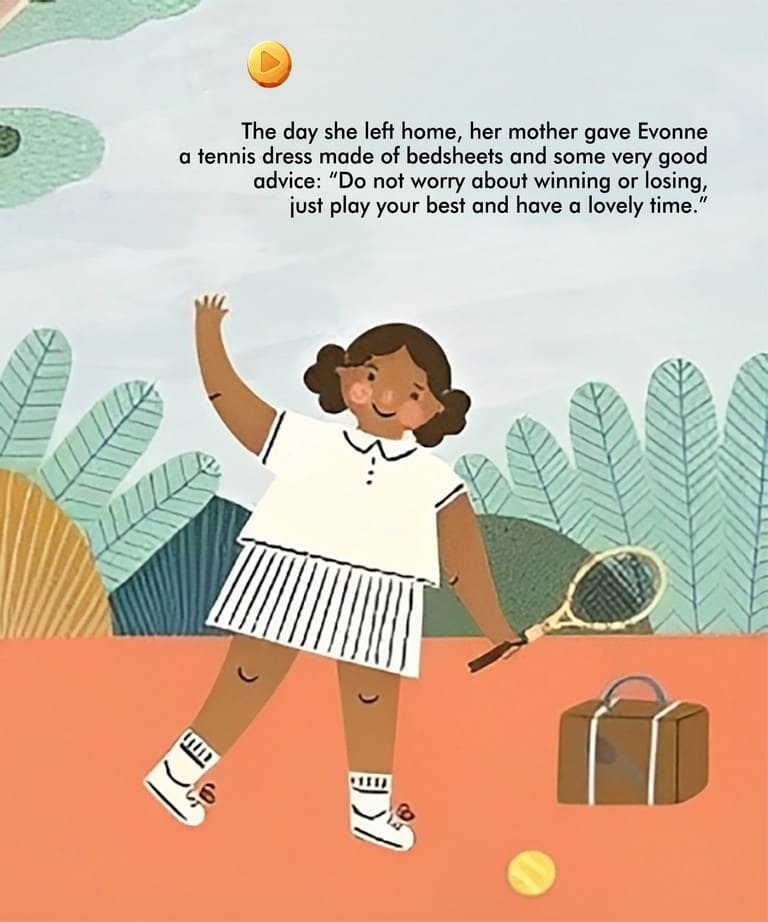 The day she left home, her mother gave Evonne
a tennis dress made of bedsheets and some very good
advice: “Do not worry about winning or losing,
just play your best and have a lovely time.”